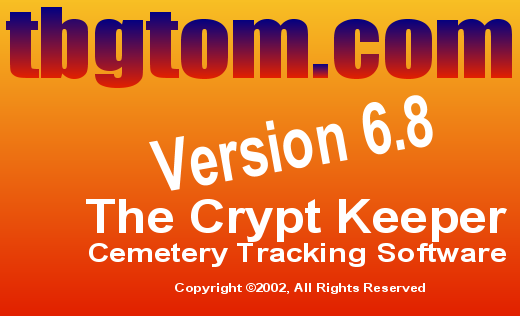 tbgtom.com
Version 6.8
The Crypt Keeper
Cemetery Tracking Software
Copyright ©2002, All Rights Reserved